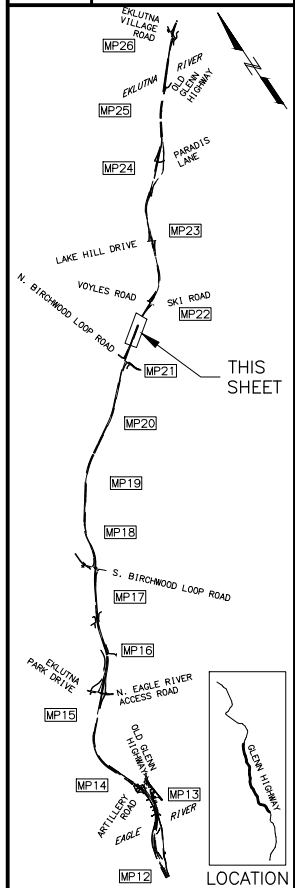 EKLUTNA
VILLAGE
ROAD
MP26
EKLUTNA RIVER
OLD
GLENN
HIGHWAY
MP25
MP24
PARADIS
LANE
MP23
LAKE HILL DRIVE
VOYLES ROAD
SKI ROAD
MP22
N. BIRCHWOOD LOOP ROAD
THIS
SHEET
MP21
MP20
MP19
MP18
S. BIRCHWOOD LOOP ROAD
MP17
MP16
EKLUTNA
PARK DRIVE
N. EAGLE RIVER
ACCESS ROAD
MP15
OLD GLENN
HIGHWAY
MP14
MP13
ARTILLERY
ROAD
EAGLE RIVER
MP12
GLENN HIGHWAY
LOCATION
N